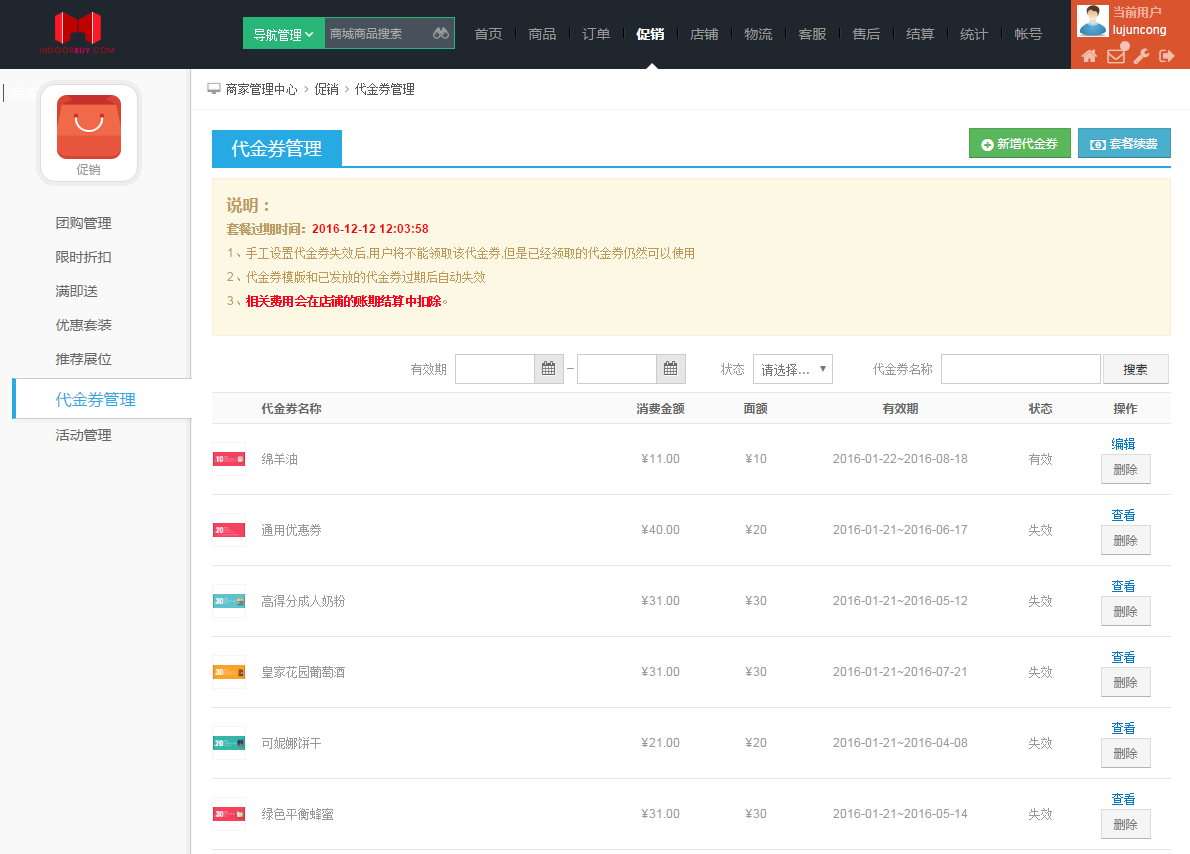 INDOORBUY.COM
导航管理
商城商品搜索
首页
商品
订单
促销
店铺
物流
客服
售后
结算
统计
帐号
当前用户
lujuncong
促销
团购管理
限时折扣
满即送
优惠套装
推荐展位
代金券管理
活动管理
商家管理中心 › 促销 › 代金券管理
代金券管理
新增代金券
套餐续费
说明：
套餐过期时间：2016-12-12 12:03:58
1、手工设置代金券失效后,用户将不能领取该代金券,但是已经领取的代金券仍然可以使用
2、代金券模版和已发放的代金券过期后自动失效
3、相关费用会在店铺的账期结算中扣除。
有效期 – 状态 请选择... 代金券名称 搜索
代金券名称 消费金额 面额 有效期 状态 操作
10 绵羊油 ¥11.00 ¥10 2016-01-22~2016-08-18 有效 编辑
删除
20 通用优惠券 ¥40.00 ¥20 2016-01-21~2016-06-17 失效 查看
删除
30 高得分成人奶粉 ¥31.00 ¥30 2016-01-21~2016-05-12 失效 查看
删除
30 皇家花园葡萄酒 ¥31.00 ¥30 2016-01-21~2016-07-21 失效 查看
删除
20 可妮娜饼干 ¥21.00 ¥20 2016-01-21~2016-04-08 失效 查看
删除
30 绿色平衡蜂蜜 ¥31.00 ¥30 2016-01-21~2016-05-14 失效 查看
删除